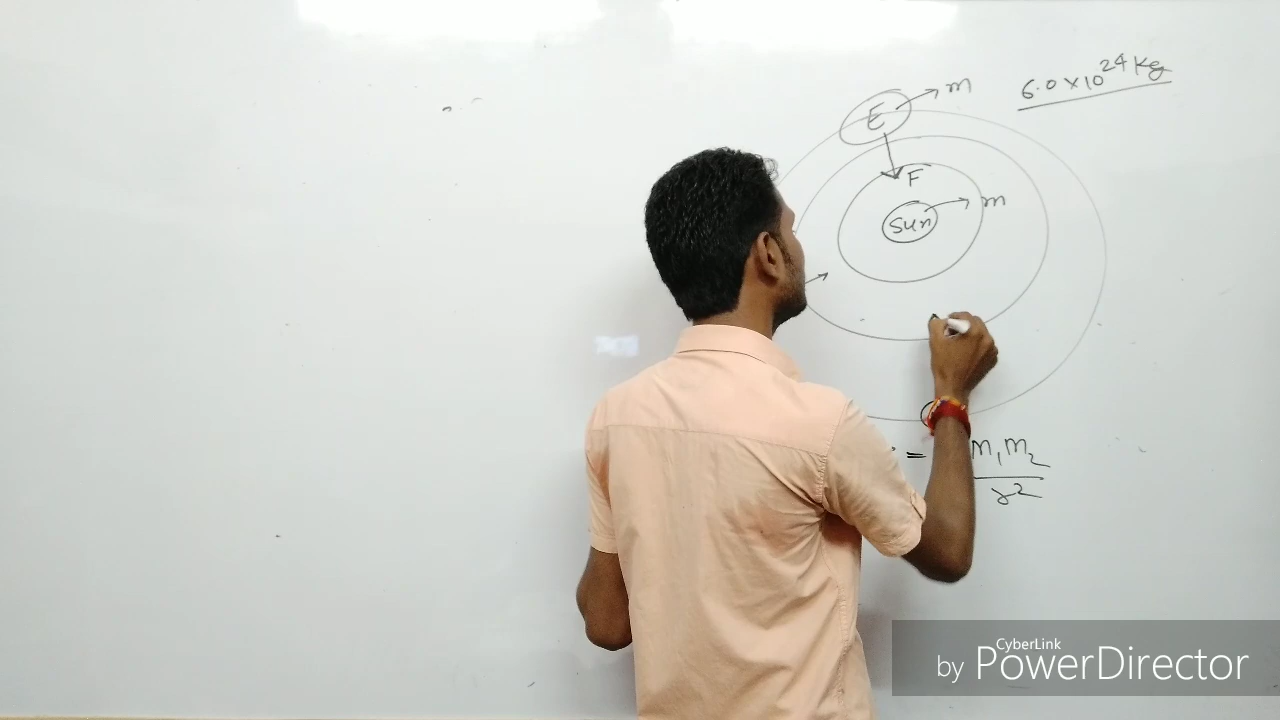 6.0×10²⁴ Kg
E → m
F
Sun → m
= m₁m₂
r²
CyberLink
by PowerDirector